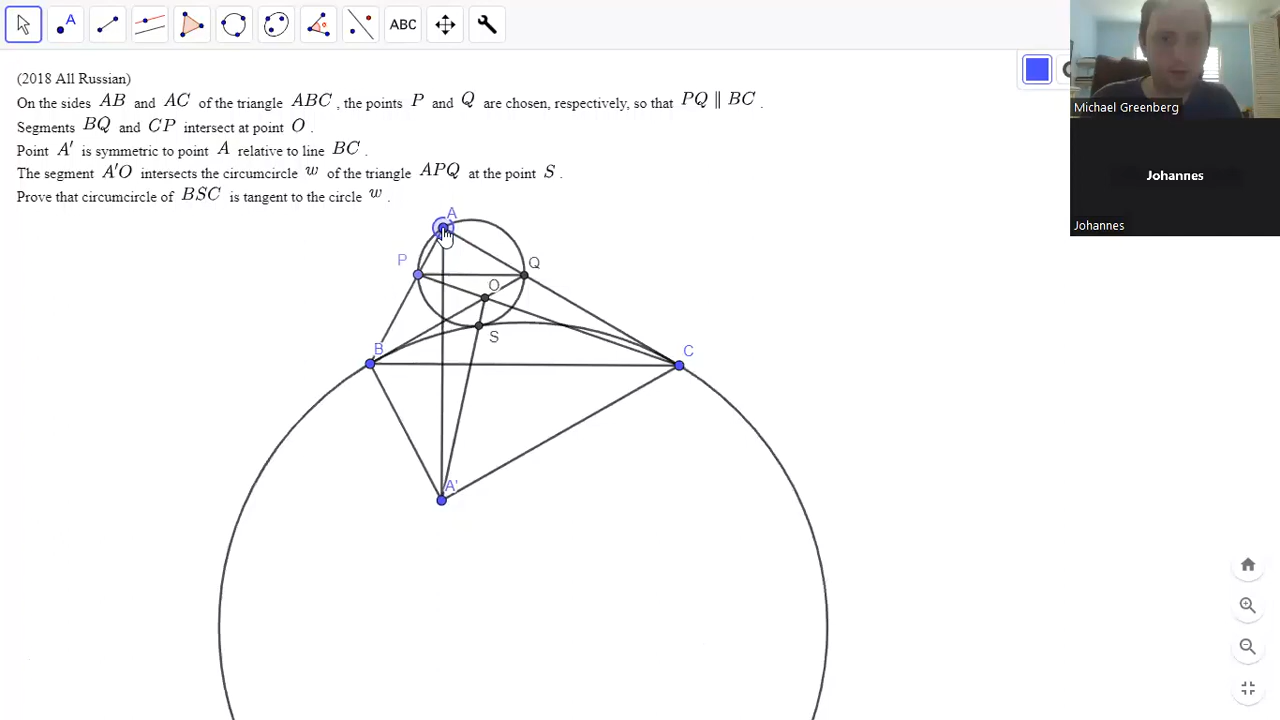 ABC
(2018 All Russian)
On the sides AB and AC of the triangle ABC , the points P and Q are chosen, respectively, so that PQ ∥ BC .
Segments BQ and CP intersect at point O .
Point A′ is symmetric to point A relative to line BC .
The segment A′O intersects the circumcircle w of the triangle APQ at the point S .
Prove that circumcircle of BSC is tangent to the circle w .
Michael Greenberg
Johannes
Johannes
A
P
Q
O
S
B
C
A'